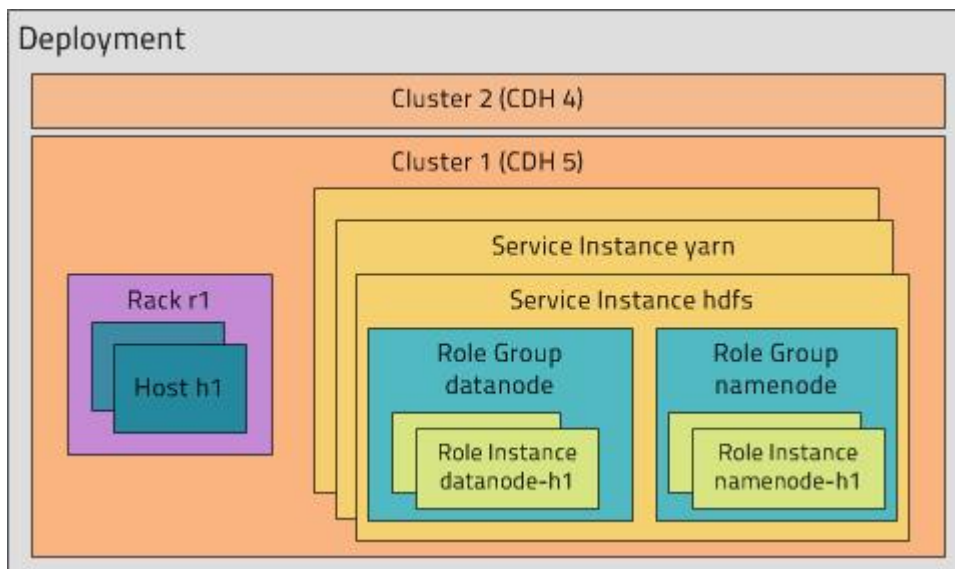 Deployment
Cluster 2 (CDH 4)
Cluster 1 (CDH 5)
Service Instance yarn
Rack r1
Service Instance hdfs
Host h1
Role Group
datanode
Role Group
namenode
Role Instance
datanode-h1
Role Instance
namenode-h1